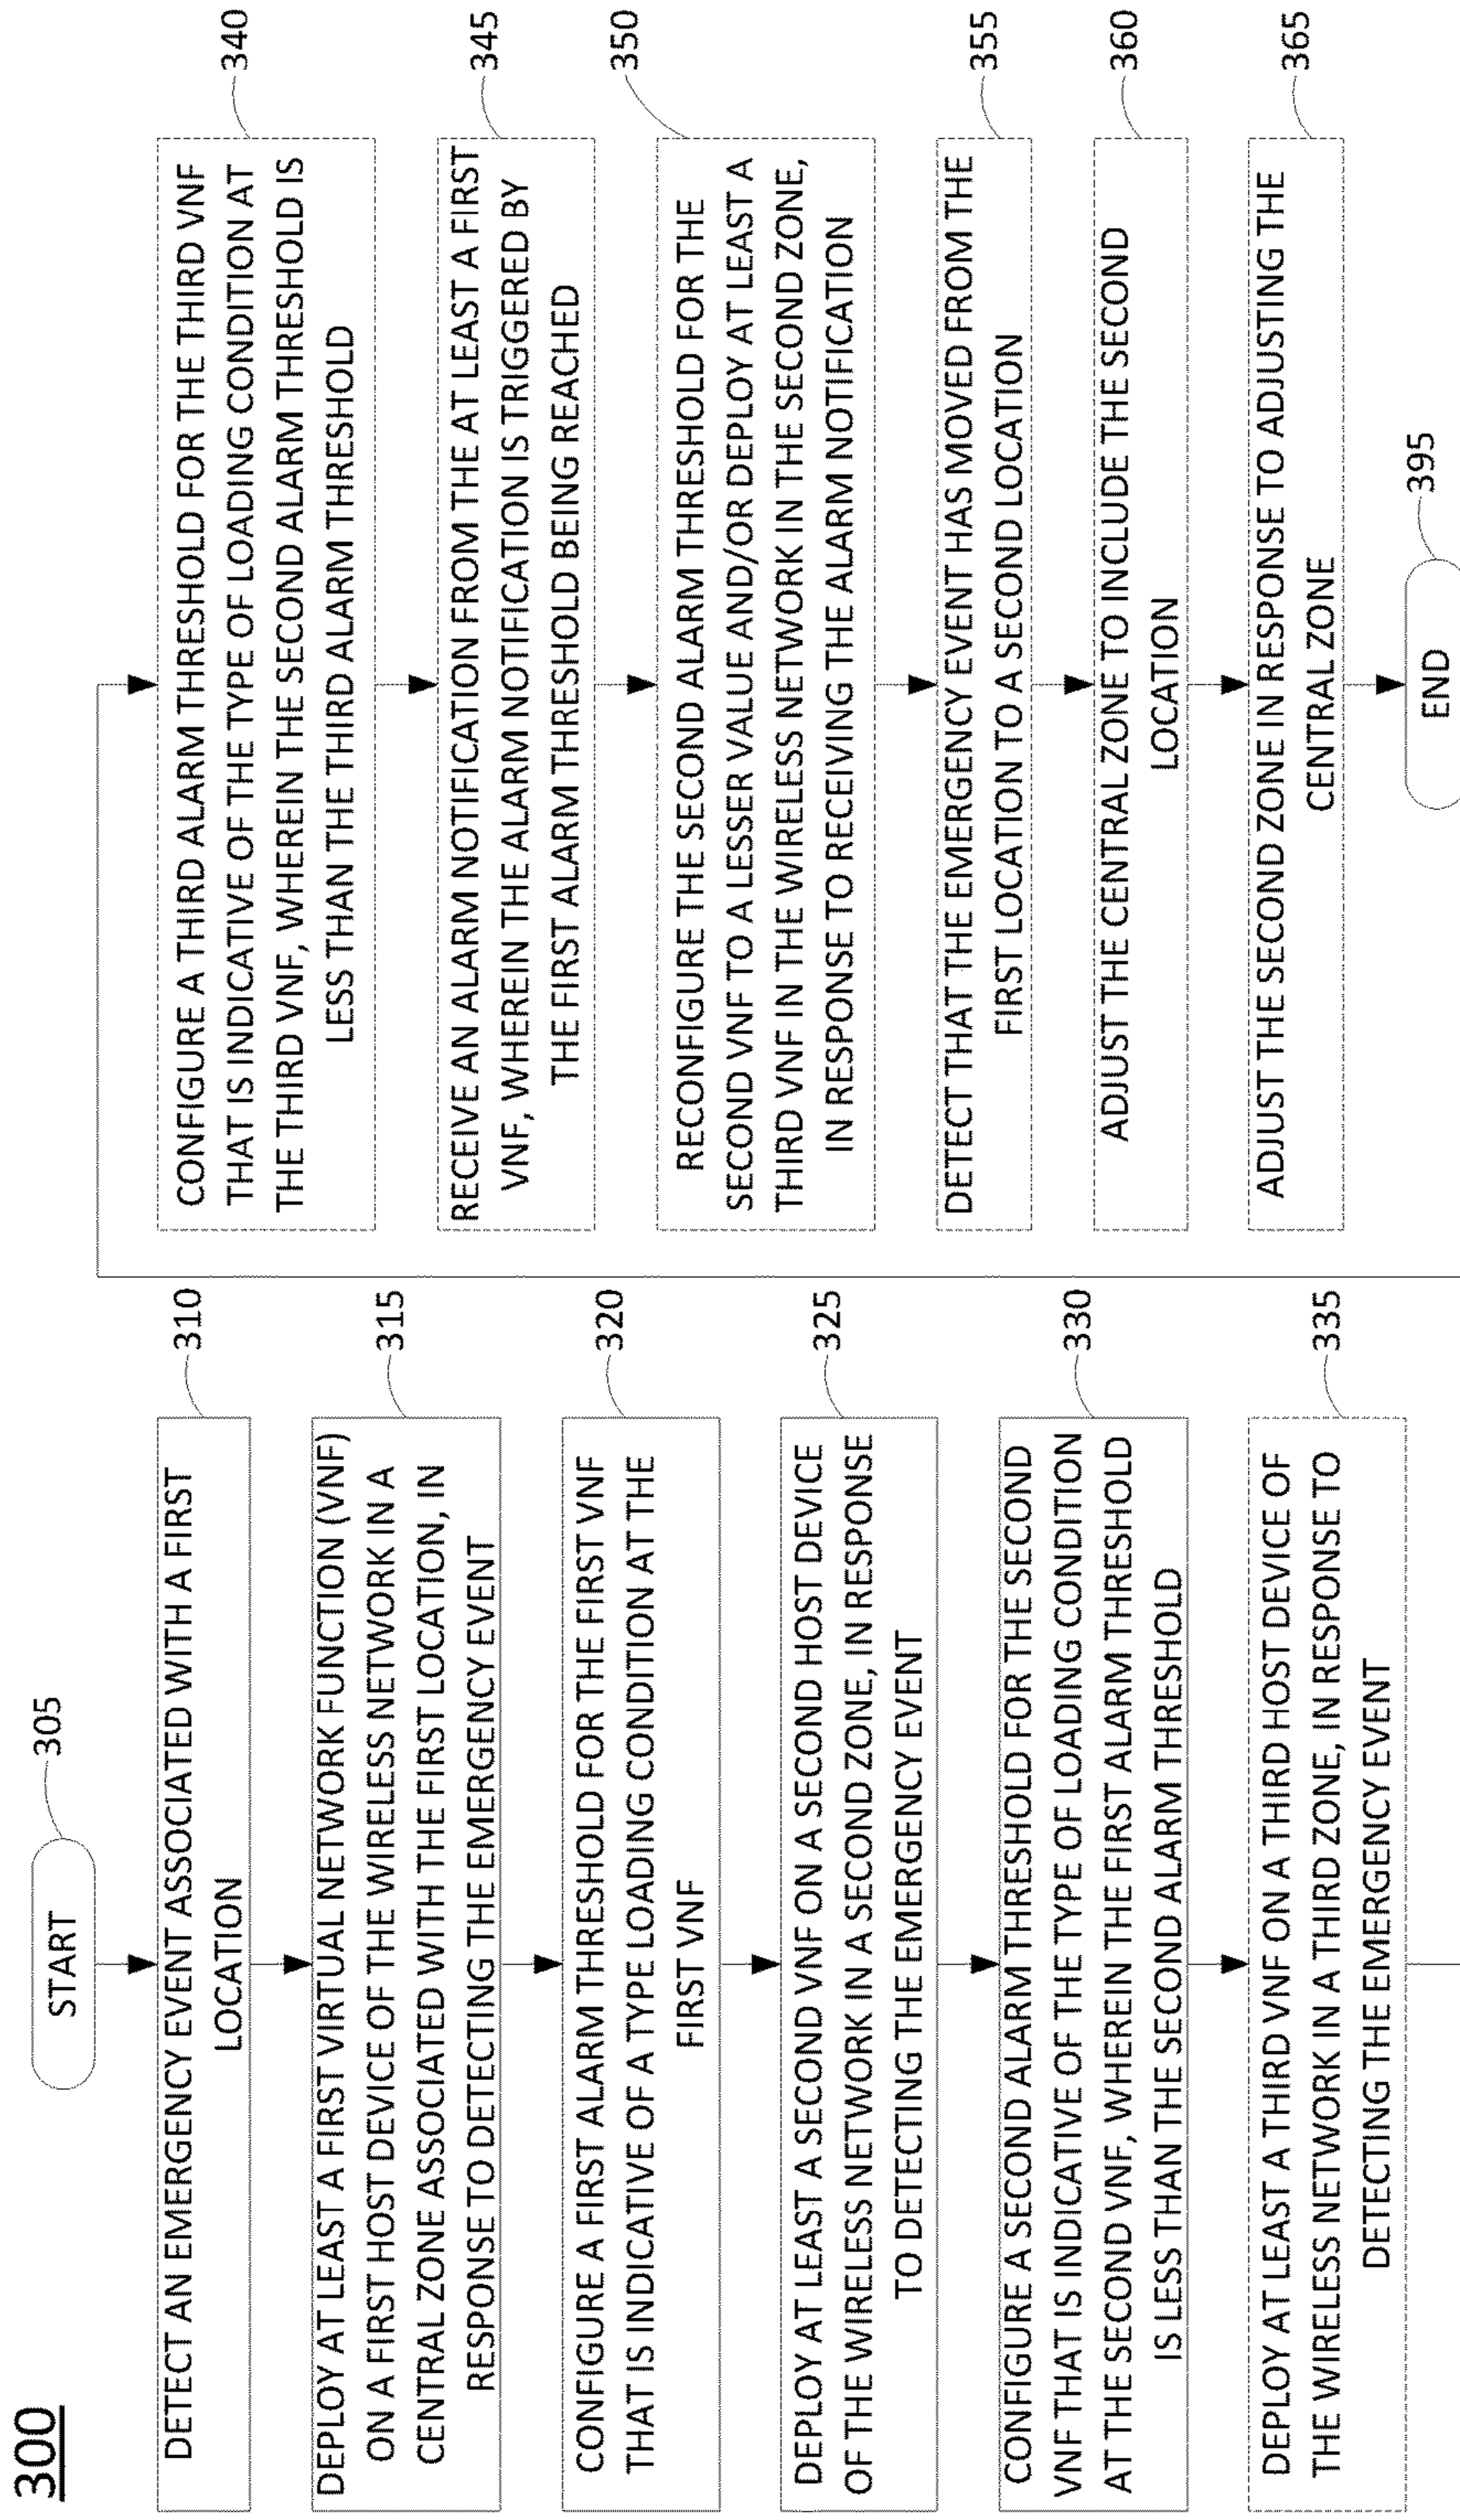 300
START
305
DETECT AN EMERGENCY EVENT ASSOCIATED WITH A FIRST
LOCATION
310
DEPLOY AT LEAST A FIRST VIRTUAL NETWORK FUNCTION (VNF)
ON A FIRST HOST DEVICE OF THE WIRELESS NETWORK IN A
CENTRAL ZONE ASSOCIATED WITH THE FIRST LOCATION, IN
RESPONSE TO DETECTING THE EMERGENCY EVENT
315
CONFIGURE A FIRST ALARM THRESHOLD FOR THE FIRST VNF
THAT IS INDICATIVE OF A TYPE LOADING CONDITION AT THE
FIRST VNF
320
DEPLOY AT LEAST A SECOND VNF ON A SECOND HOST DEVICE
OF THE WIRELESS NETWORK IN A SECOND ZONE, IN RESPONSE
TO DETECTING THE EMERGENCY EVENT
325
CONFIGURE A SECOND ALARM THRESHOLD FOR THE SECOND
VNF THAT IS INDICATIVE OF THE TYPE OF LOADING CONDITION
AT THE SECOND VNF, WHEREIN THE FIRST ALARM THRESHOLD
IS LESS THAN THE SECOND ALARM THRESHOLD
330
DEPLOY AT LEAST A THIRD VNF ON A THIRD HOST DEVICE OF
THE WIRELESS NETWORK IN A THIRD ZONE, IN RESPONSE TO
DETECTING THE EMERGENCY EVENT
335
CONFIGURE A THIRD ALARM THRESHOLD FOR THE THIRD VNF
THAT IS INDICATIVE OF THE TYPE OF LOADING CONDITION AT
THE THIRD VNF, WHEREIN THE SECOND ALARM THRESHOLD IS
LESS THAN THE THIRD ALARM THRESHOLD
340
RECEIVE AN ALARM NOTIFICATION FROM THE AT LEAST A FIRST
VNF, WHEREIN THE ALARM NOTIFICATION IS TRIGGERED BY
THE FIRST ALARM THRESHOLD BEING REACHED
345
RECONFIGURE THE SECOND ALARM THRESHOLD FOR THE
SECOND VNF TO A LESSER VALUE AND/OR DEPLOY AT LEAST A
THIRD VNF IN THE WIRELESS NETWORK IN THE SECOND ZONE,
IN RESPONSE TO RECEIVING THE ALARM NOTIFICATION
350
DETECT THAT THE EMERGENCY EVENT HAS MOVED FROM THE
FIRST LOCATION TO A SECOND LOCATION
355
ADJUST THE CENTRAL ZONE TO INCLUDE THE SECOND
LOCATION
360
ADJUST THE SECOND ZONE IN RESPONSE TO ADJUSTING THE
CENTRAL ZONE
365
END
395